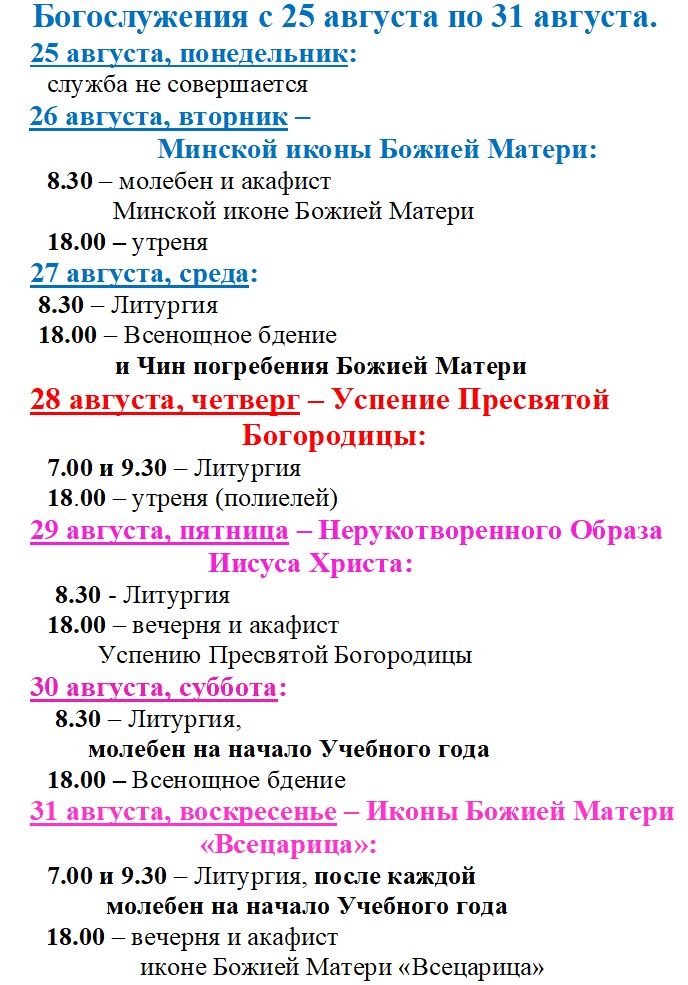 Богослужения с 25 августа по 31 августа.
25 августа, понедельник:
служба не совершается
26 августа, вторник –
Минской иконы Божией Матери:
8.30 – молебен и акафист
Минской иконе Божией Матери
18.00 – утреня
27 августа, среда:
8.30 – Литургия
18.00 – Всенощное бдение
и Чин погребения Божией Матери
28 августа, четверг – Успение Пресвятой
Богородицы:
7.00 и 9.30 – Литургия
18.00 – утреня (полиелей)
29 августа, пятница – Нерукотворенного Образа
Иисуса Христа:
8.30 - Литургия
18.00 – вечерня и акафист
Успению Пресвятой Богородицы
30 августа, суббота:
8.30 – Литургия,
молебен на начало Учебного года
18.00 – Всенощное бдение
31 августа, воскресенье – Иконы Божией Матери
«Всецарица»:
7.00 и 9.30 – Литургия, после каждой
молебен на начало Учебного года
18.00 – вечерня и акафист
иконе Божией Матери «Всецарица»